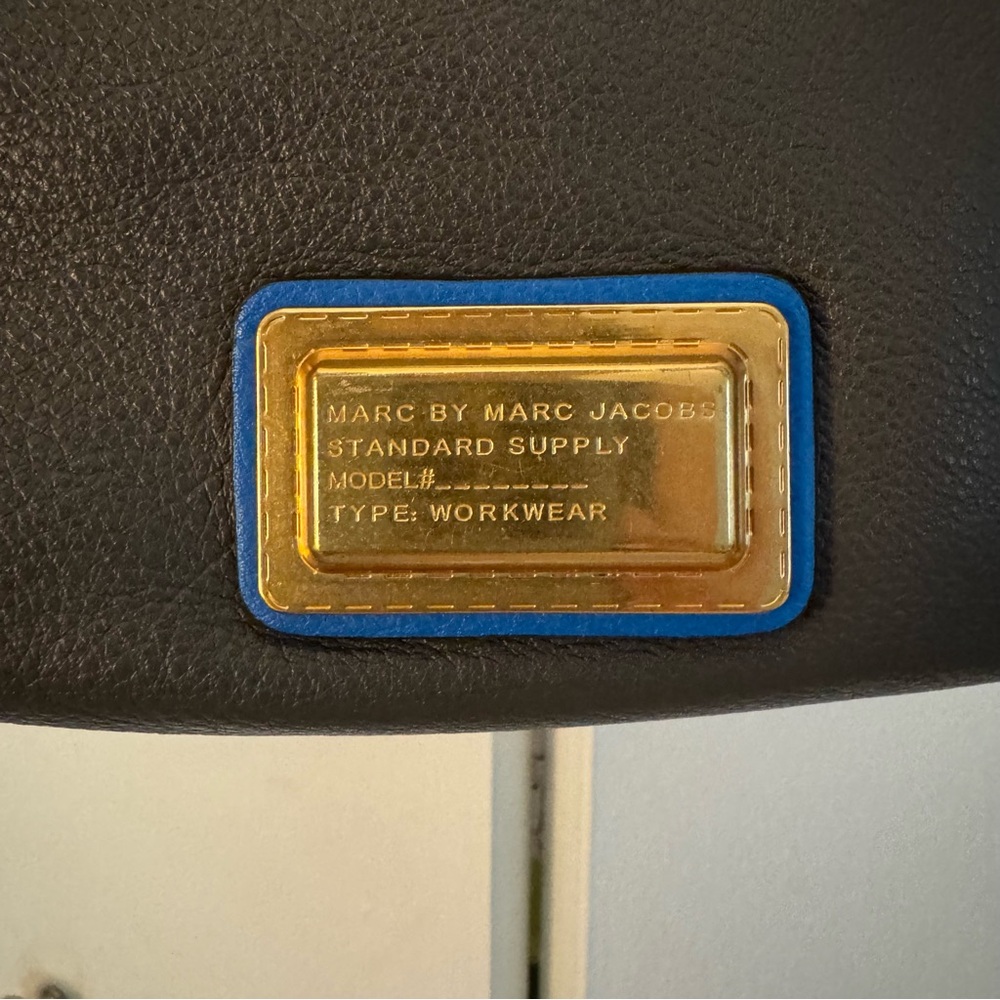 MARC BY MARC JACOBS
STANDARD SUPPLY
MODEL#________
TYPE: WORKWEAR